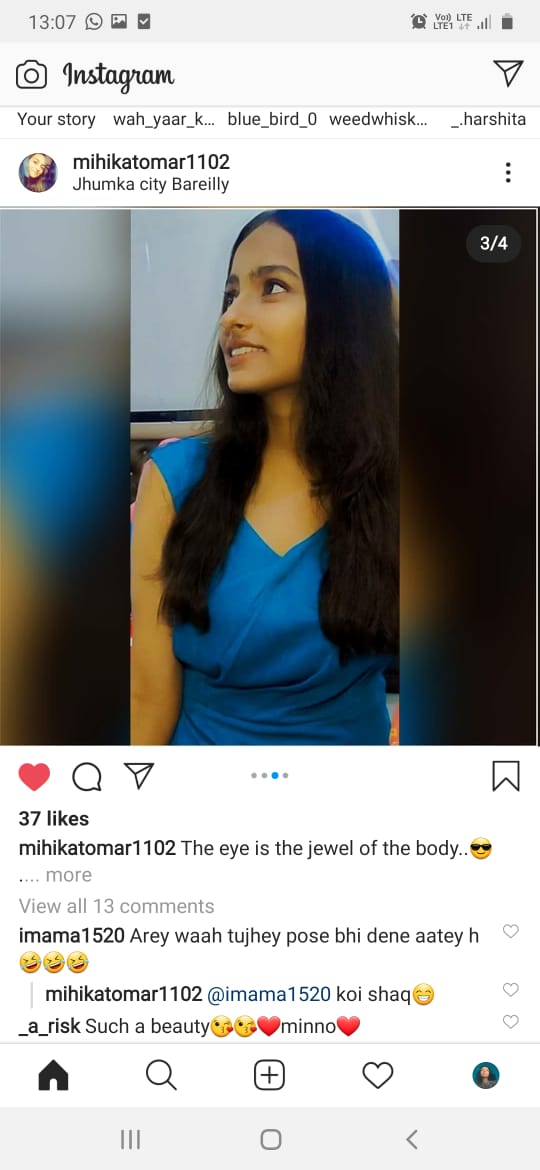 13:07
Vo) LTE
LTE1
Instagram
Your story wah_yaar_k... blue_bird_0 weedwhisk... _.harshita
mihikatomar1102
Jhumka city Bareilly
3/4
37 likes
mihikatomar1102 The eye is the jewel of the body..😎
.... more
View all 13 comments
imama1520 Arey waah tujhey pose bhi dene aatey h
🤣🤣🤣
mihikatomar1102 @imama1520 koi shaq😁
_a_risk Such a beauty😘😘❤️minno❤️